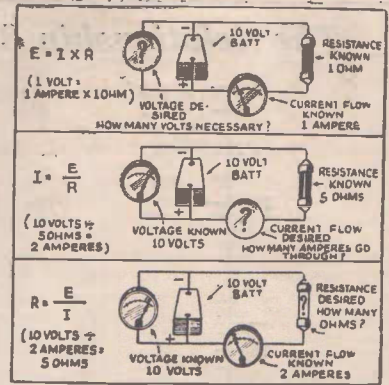 E = I X R
(1 VOLT =
1 AMPERE X 1 OHM)
?
10 VOLT
BATT
-
+
RESISTANCE
KNOWN
1 OHM
VOLTAGE DE-
SIRED
HOW MANY VOLTS NECESSARY?
CURRENT FLOW
KNOWN
1 AMPERE
I = E
R
(10 VOLTS ÷
5 OHMS =
2 AMPERES)
10 VOLT
BATT
-
+
RESISTANCE
KNOWN
5 OHMS
VOLTAGE KNOWN
10 VOLTS
?
CURRENT FLOW
DESIRED
HOW MANY AMPERES GO
THROUGH?
R = E
I
(10 VOLTS ÷
2 AMPERES=
5 OHMS
10 VOLT
BATT
-
+
?
RESISTANCE
DESIRED
HOW MANY
OHMS?
VOLTAGE KNOWN
10 VOLTS
CURRENT FLOW
KNOWN
2 AMPERES